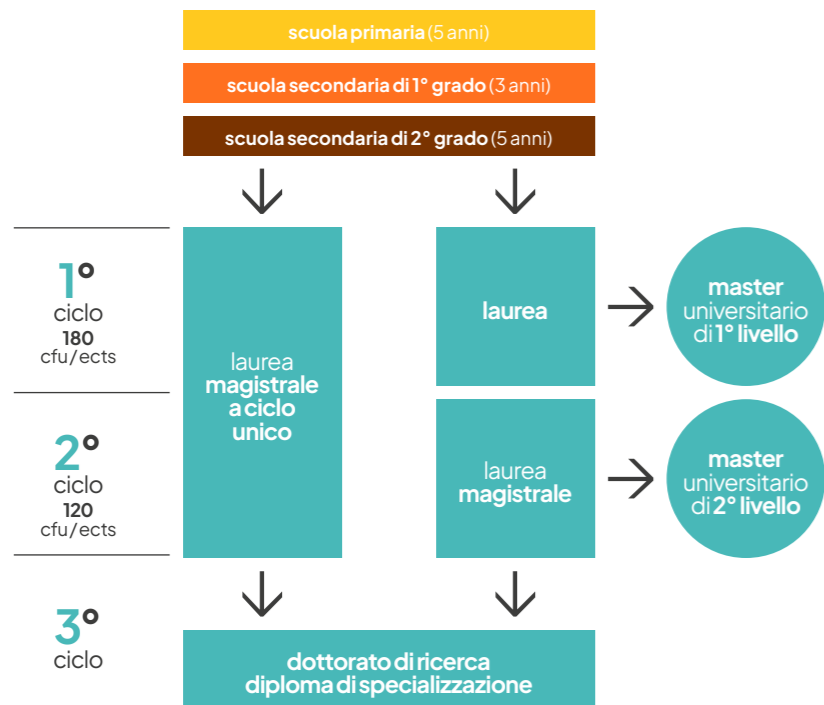 scuola primaria (5 anni)
scuola secondaria di 1° grado (3 anni)
scuola secondaria di 2° grado (5 anni)
1°
ciclo
180
cfu/ects
laurea
magistrale
a ciclo
unico
laurea
master
universitario
di 1° livello
2°
ciclo
120
cfu/ects
laurea
magistrale
master
universitario
di 2° livello
3°
ciclo
dottorato di ricerca
diploma di specializzazione